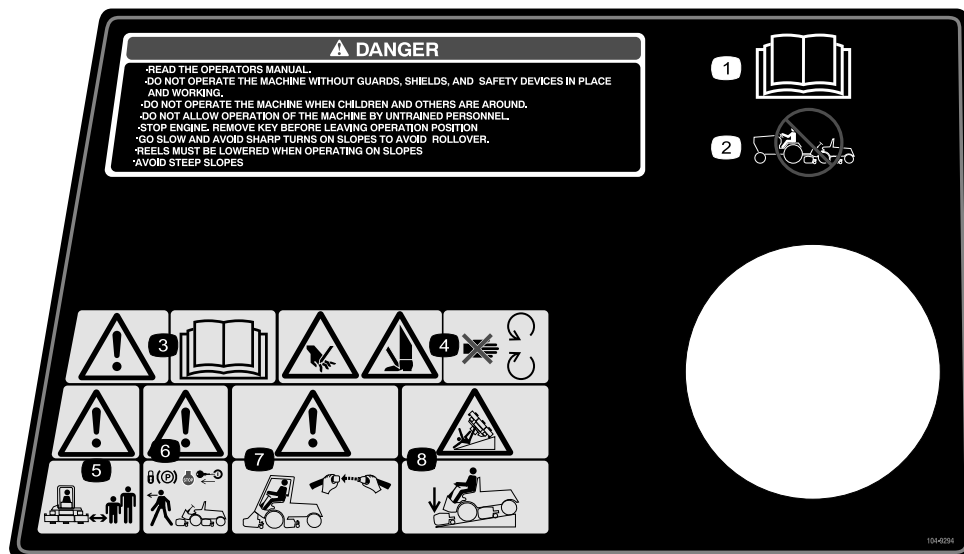 DANGER
•READ THE OPERATORS MANUAL.
•DO NOT OPERATE THE MACHINE WITHOUT GUARDS, SHIELDS, AND SAFETY DEVICES IN PLACE
AND WORKING.
•DO NOT OPERATE THE MACHINE WHEN CHILDREN AND OTHERS ARE AROUND.
•DO NOT ALLOW OPERATION OF THE MACHINE BY UNTRAINED PERSONNEL.
•STOP ENGINE. REMOVE KEY BEFORE LEAVING OPERATION POSITION
•GO SLOW AND AVOID SHARP TURNS ON SLOPES TO AVOID ROLLOVER.
•REELS MUST BE LOWERED WHEN OPERATING ON SLOPES
•AVOID STEEP SLOPES
1
2
3
4
5
6
7
8
(P)
STOP
104-9294